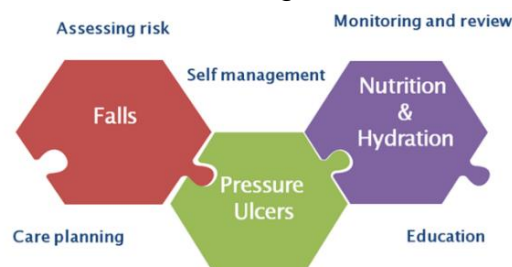 Monitoring and review
Assessing risk
Self management
Falls
Nutrition
&
Hydration
Pressure
Ulcers
Care planning
Education